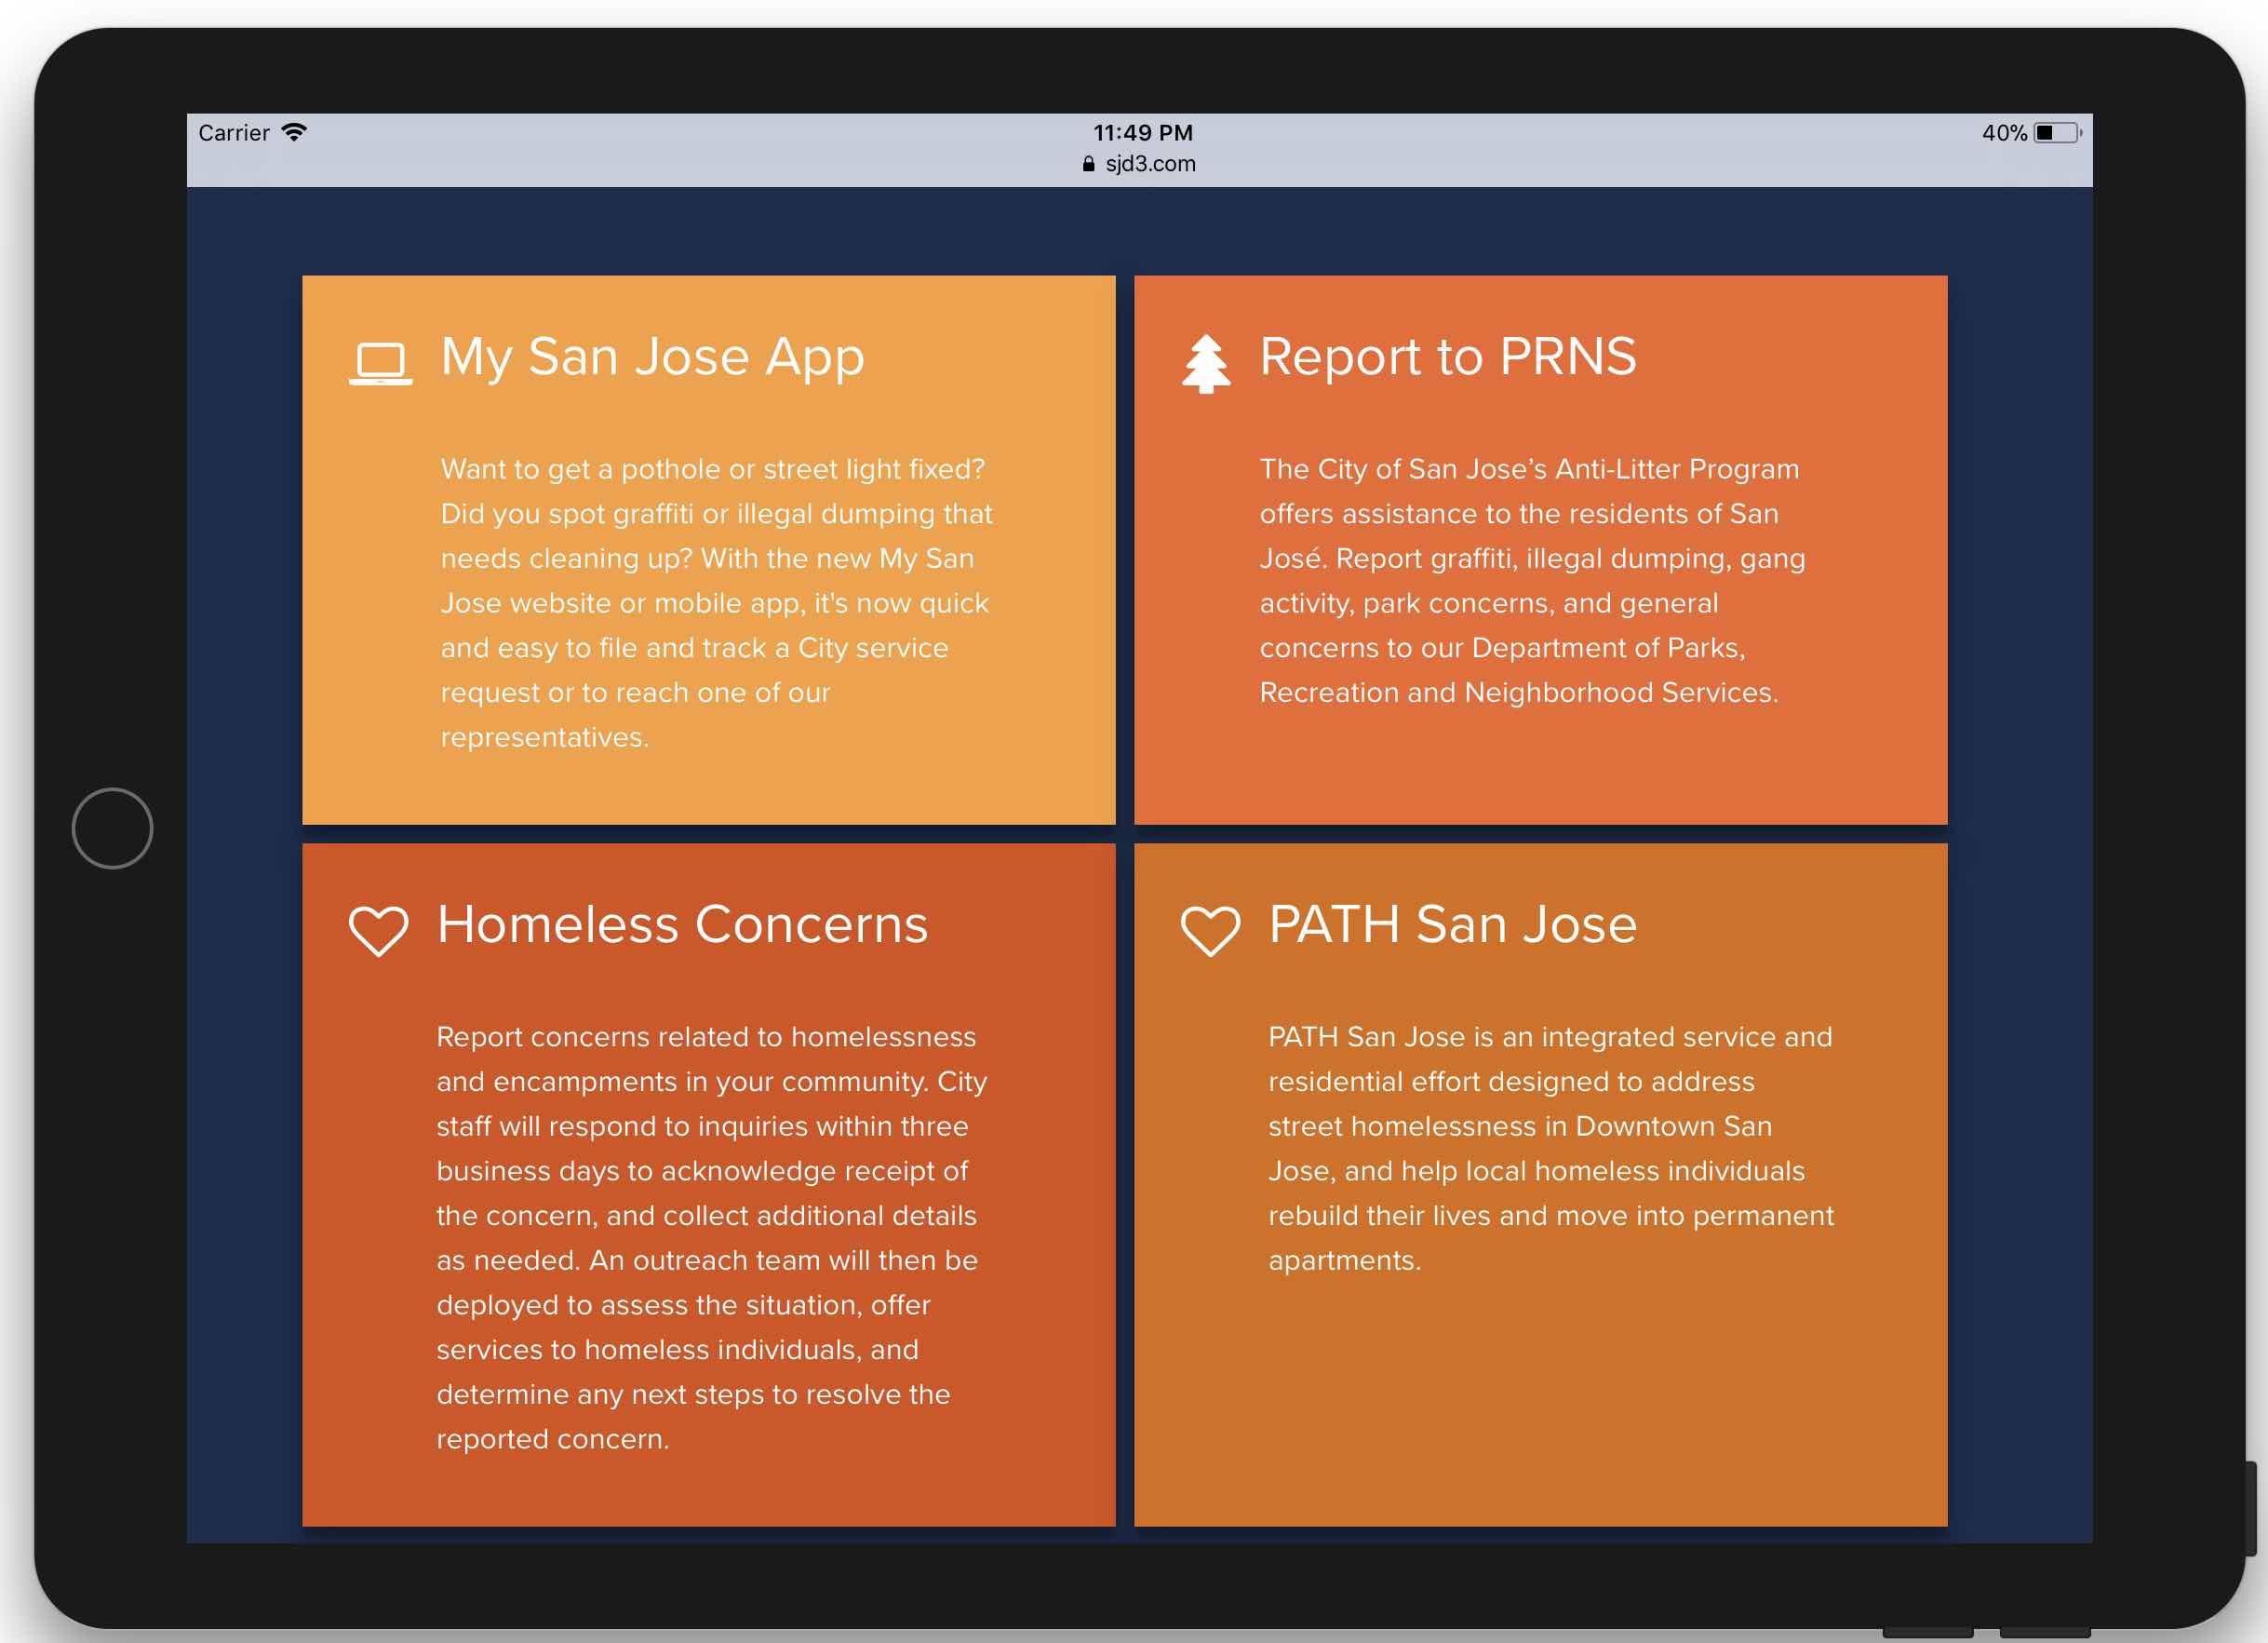 Carrier
11:49 PM
40%
sjd3.com
My San Jose App
Want to get a pothole or street light fixed?
Did you spot graffiti or illegal dumping that
needs cleaning up? With the new My San
Jose website or mobile app, it's now quick
and easy to file and track a City service
request or to reach one of our
representatives.
Report to PRNS
The City of San Jose’s Anti-Litter Program
offers assistance to the residents of San
José. Report graffiti, illegal dumping, gang
activity, park concerns, and general
concerns to our Department of Parks,
Recreation and Neighborhood Services.
Homeless Concerns
Report concerns related to homelessness
and encampments in your community. City
staff will respond to inquiries within three
business days to acknowledge receipt of
the concern, and collect additional details
as needed. An outreach team will then be
deployed to assess the situation, offer
services to homeless individuals, and
determine any next steps to resolve the
reported concern.
PATH San Jose
PATH San Jose is an integrated service and
residential effort designed to address
street homelessness in Downtown San
Jose, and help local homeless individuals
rebuild their lives and move into permanent
apartments.